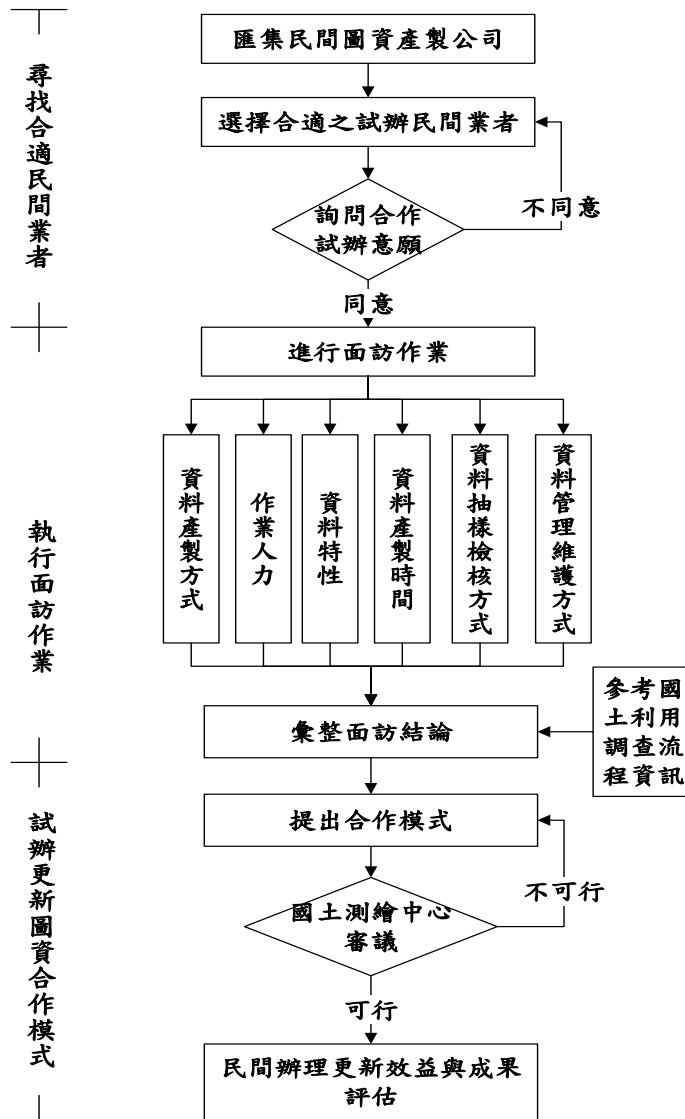 匯集民間圖資產製公司
尋找合適民間業者
選擇合適之試辦民間業者
詢問合作
試辦意願
不同意
同意
進行面訪作業
執行面訪作業
資料產製方式
作業人力
資料特性
資料產製時間
資料抽樣檢核方式
資料管理維護方式
彙整面訪結論
參考國
土利用
調查流
程資訊
試辦更新圖資合作模式
提出合作模式
國土測繪中心
審議
不可行
可行
民間辦理更新效益與成果
評估